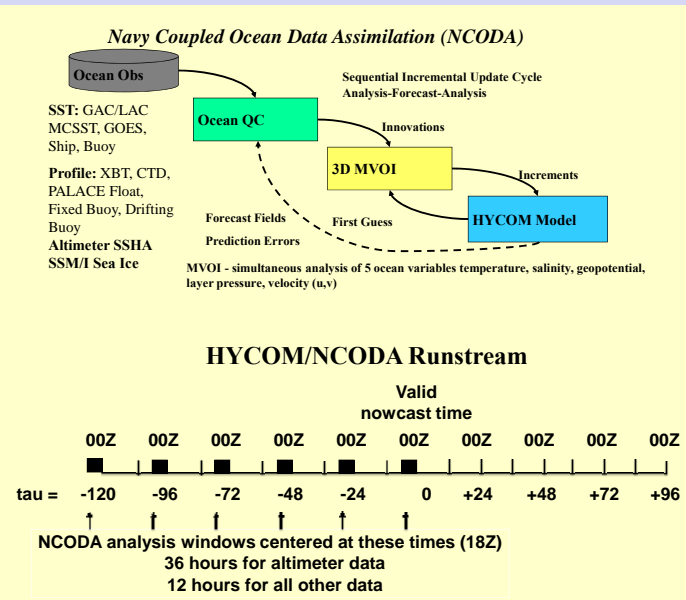 Navy Coupled Ocean Data Assimilation (NCODA)
Ocean Obs
Sequential Incremental Update Cycle
Analysis-Forecast-Analysis
SST: GAC/LAC
MCSST, GOES,
Ship, Buoy
Profile: XBT, CTD,
PALACE Float,
Fixed Buoy, Drifting
Buoy
Altimeter SSHA
SSM/I Sea Ice
Ocean QC
Innovations
3D MVOI
Increments
HYCOM Model
Forecast Fields
Prediction Errors
First Guess
MVOI - simultaneous analysis of 5 ocean variables temperature, salinity, geopotential,
layer pressure, velocity (u,v)
HYCOM/NCODA Runstream
Valid
nowcast time
00Z 00Z 00Z 00Z 00Z 00Z 00Z 00Z 00Z 00Z
tau = -120 -96 -72 -48 -24 0 +24 +48 +72 +96
NCODA analysis windows centered at these times (18Z)
36 hours for altimeter data
12 hours for all other data